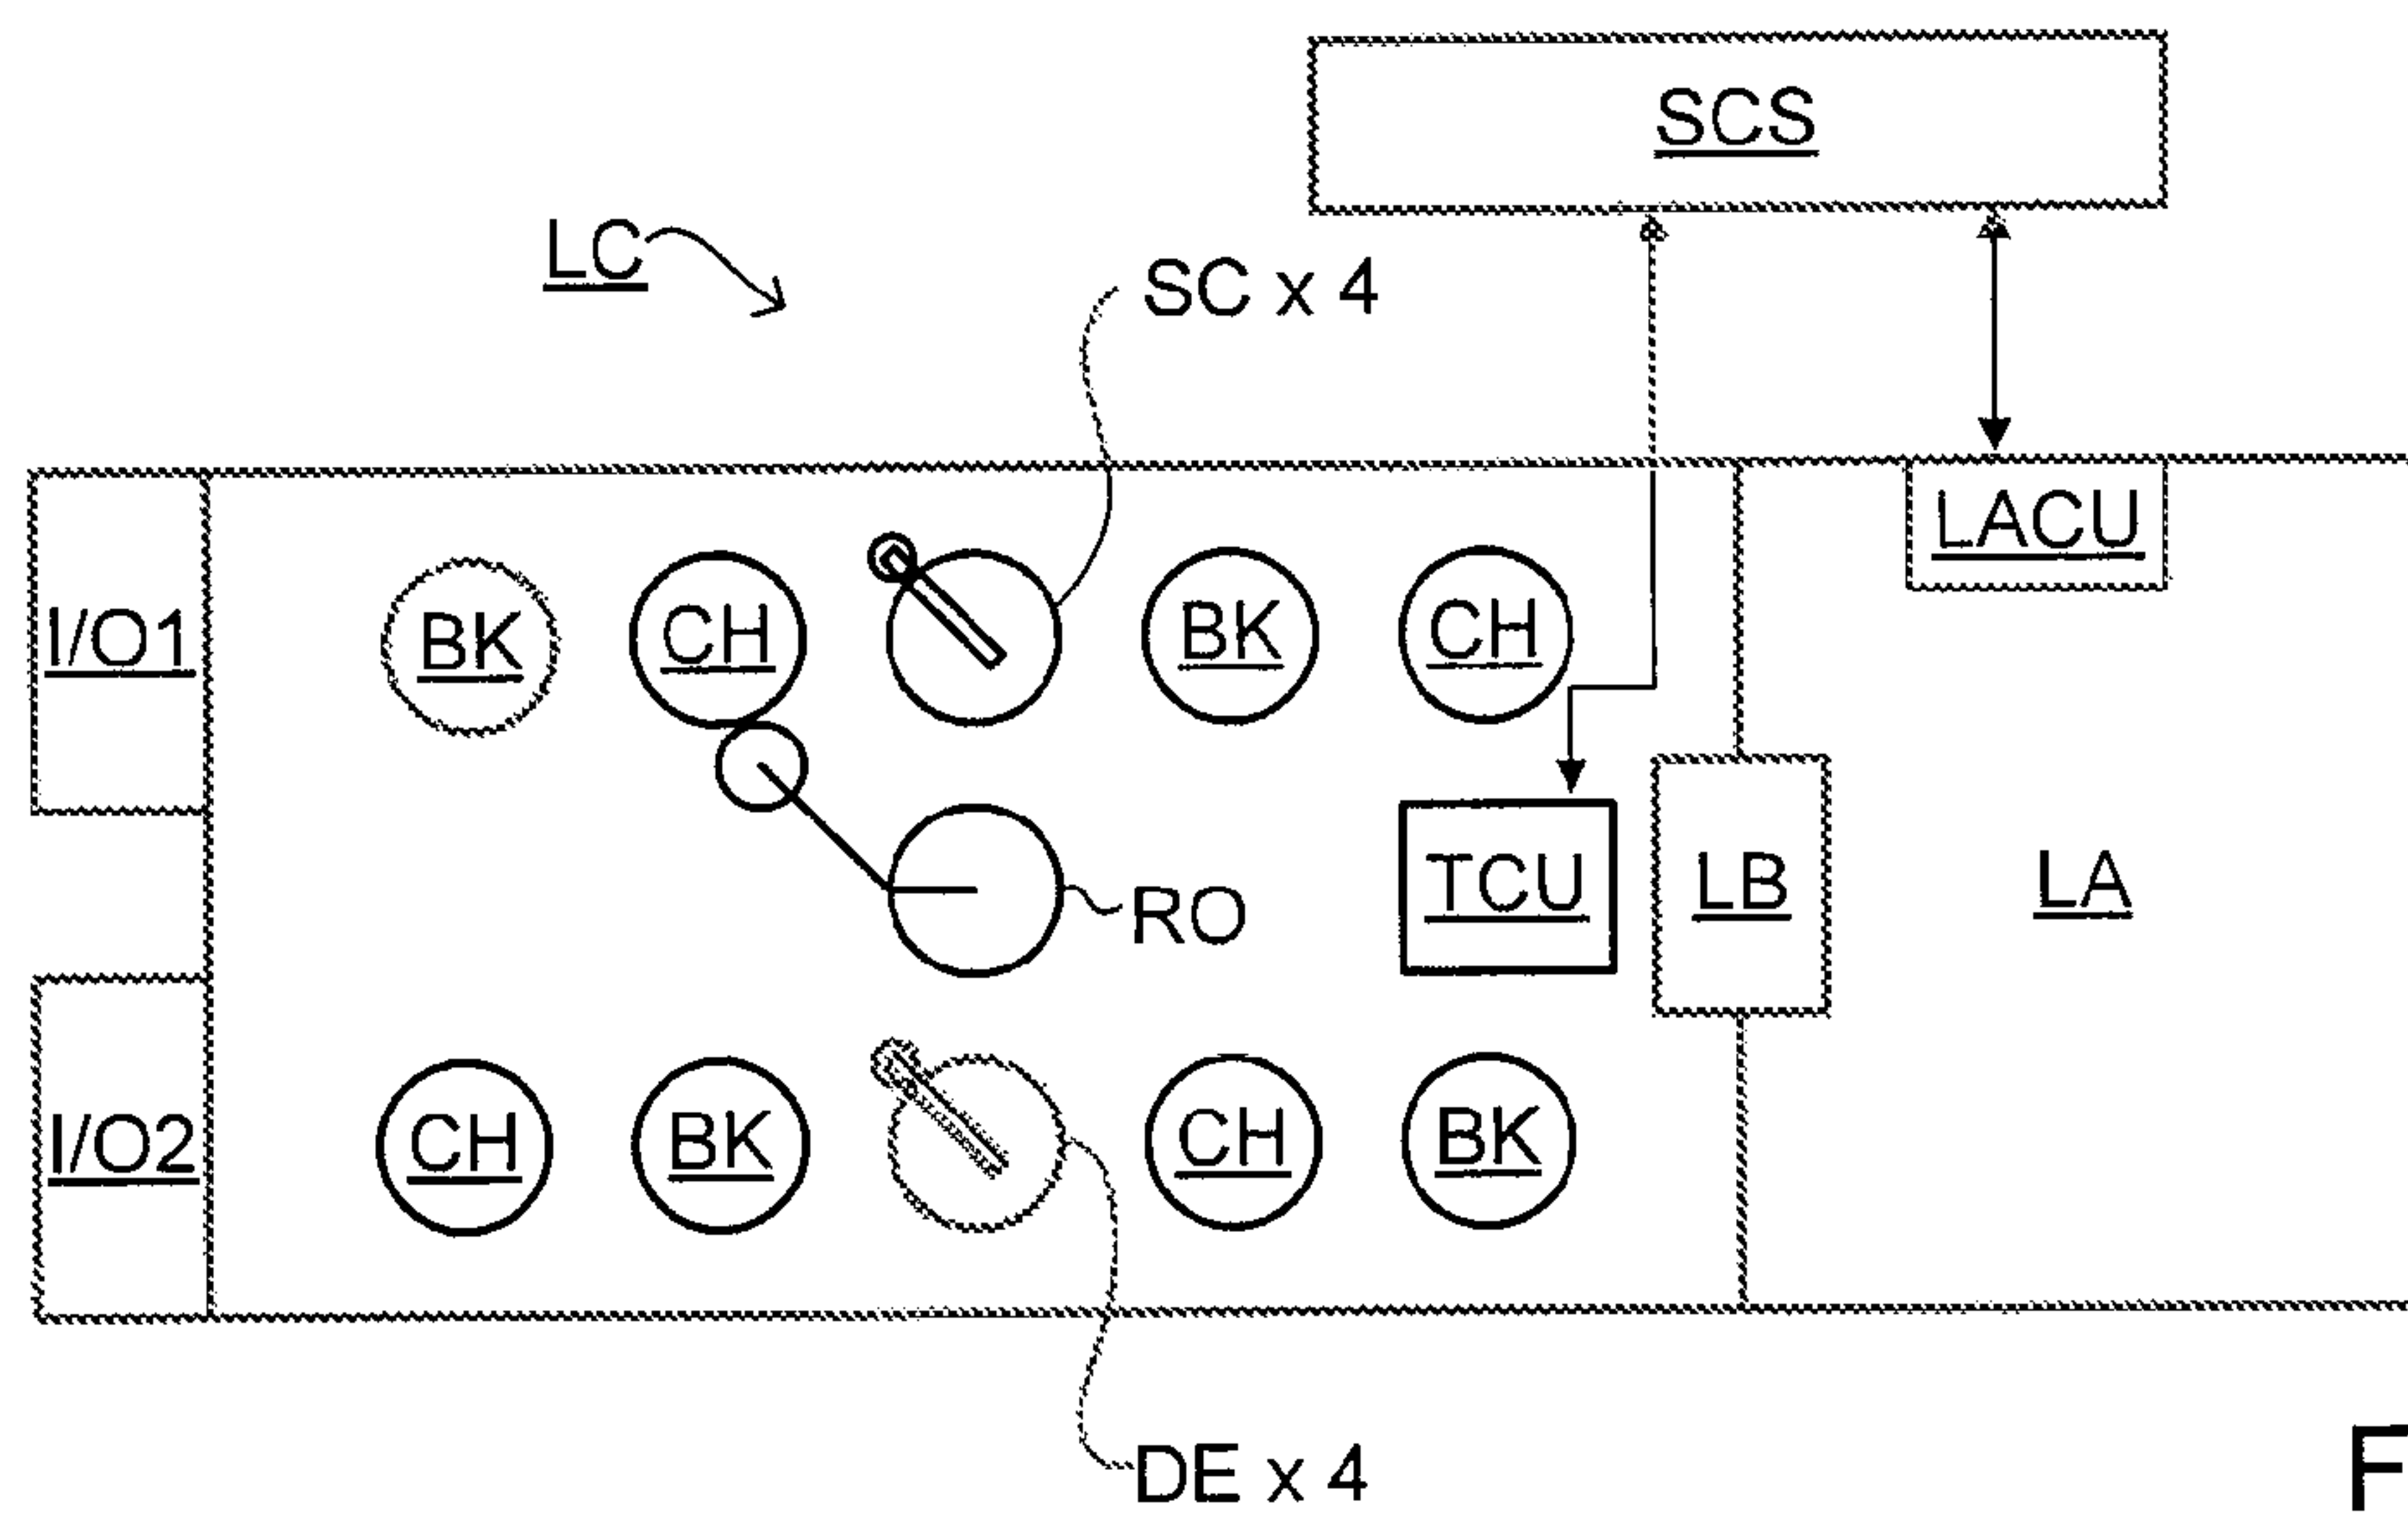 SCS
LC
SC x 4
LACU
I/O1
BK
CH
BK
CH
TCU
LB
LA
RO
I/O2
CH
BK
CH
BK
DE x 4
F